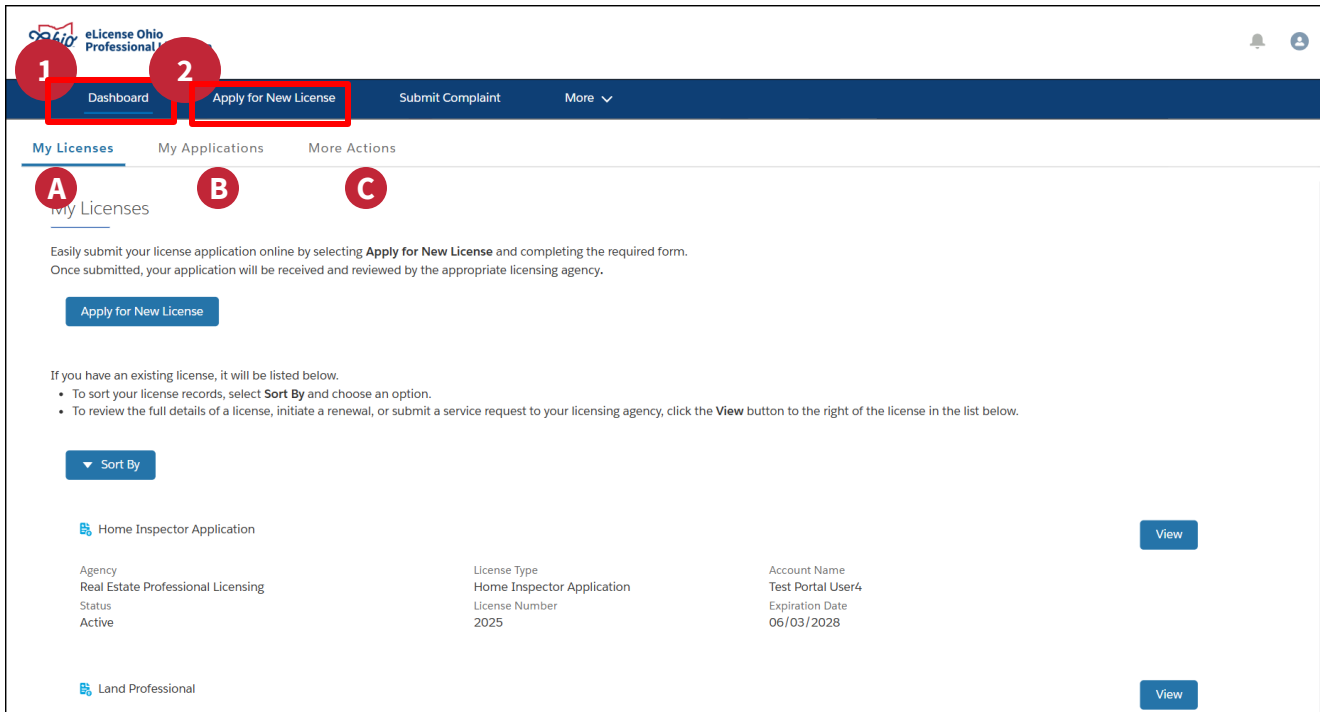 Ohio
eLicense Ohio
Professional
1
2
Dashboard
Apply for New License
Submit Complaint
More
My Licenses
My Applications
More Actions
A
B
C
My Licenses
Easily submit your license application online by selecting Apply for New License and completing the required form.
Once submitted, your application will be received and reviewed by the appropriate licensing agency.
Apply for New License
If you have an existing license, it will be listed below.
• To sort your license records, select Sort By and choose an option.
• To review the full details of a license, initiate a renewal, or submit a service request to your licensing agency, click the View button to the right of the license in the list below.
Sort By
Home Inspector Application
View
Agency
License Type
Account Name
Real Estate Professional Licensing
Home Inspector Application
Test Portal User4
Status
License Number
Expiration Date
Active
2025
06/03/2028
Land Professional
View